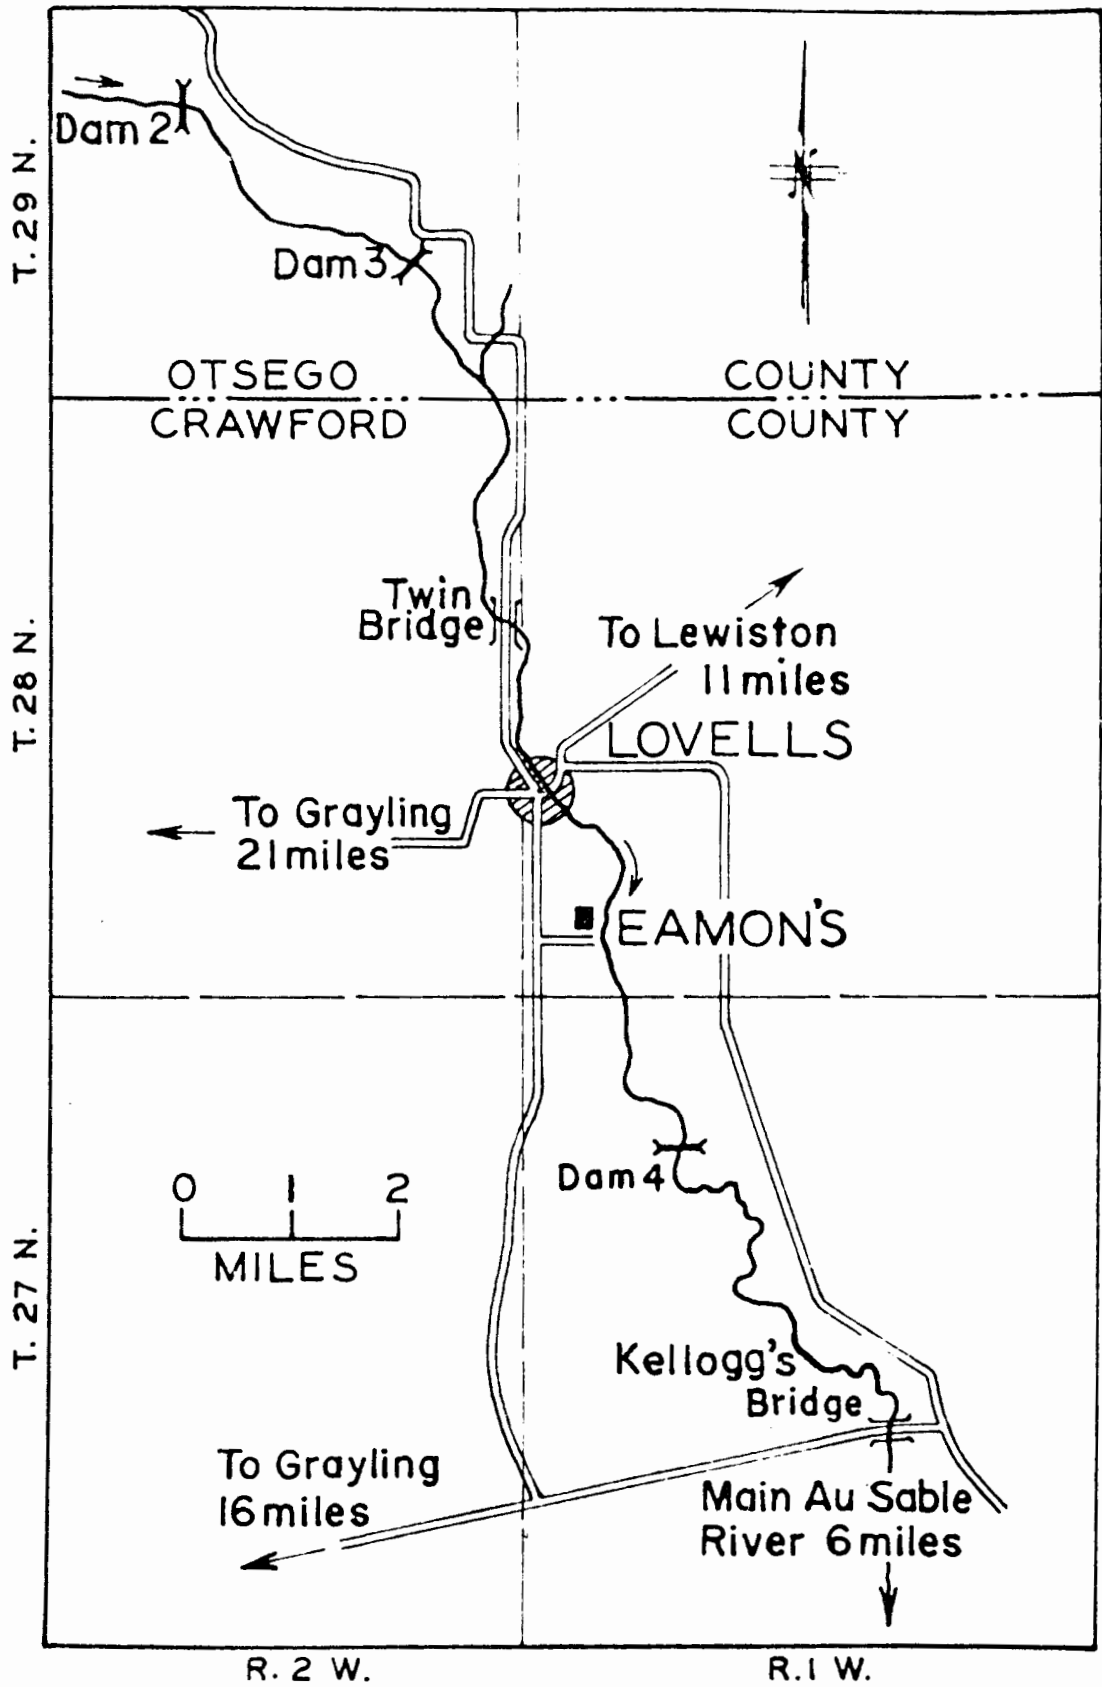 Dam 2
T. 29 N.
Dam 3
OTSEGO COUNTY
CRAWFORD COUNTY
Twin
Bridge
To Lewiston
11 miles
T. 28 N.
LOVELLS
To Grayling
21 miles
EAMON'S
Dam 4
0 1 2
MILES
T. 27 N.
Kellogg's
Bridge
To Grayling
16 miles
Main Au Sable
River 6 miles
R. 2 W. R. 1 W.